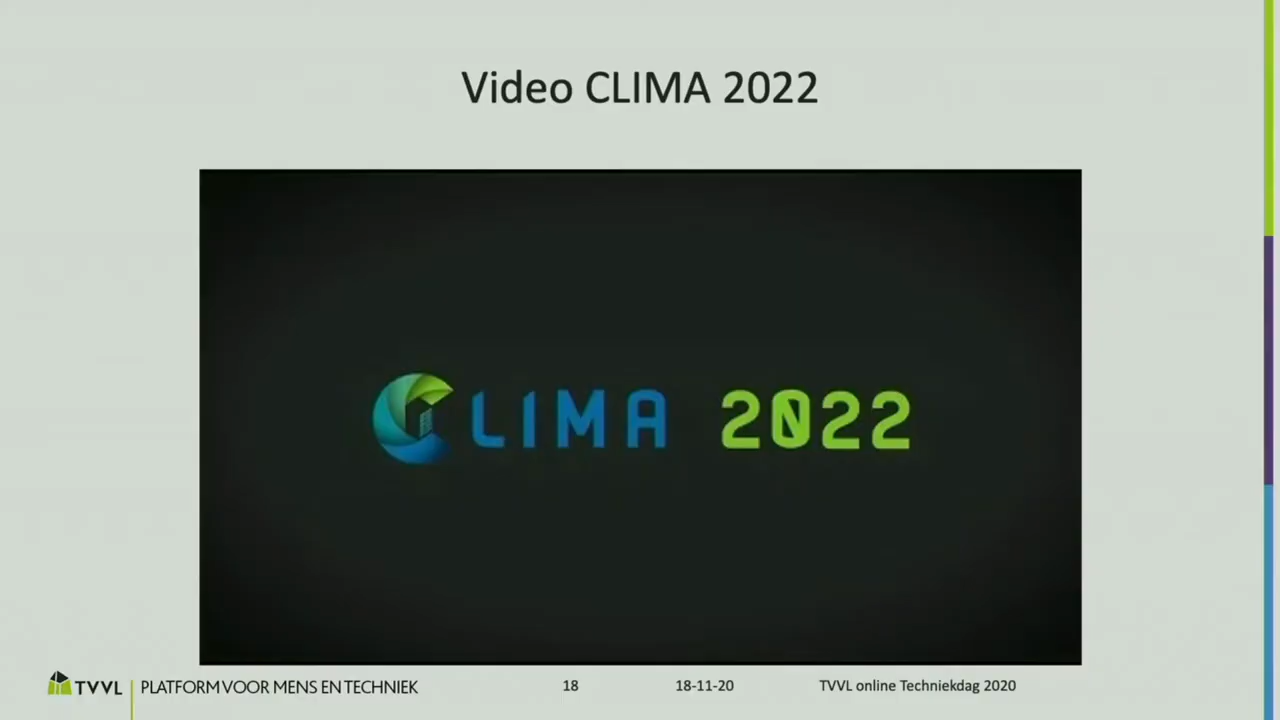 Video CLIMA 2022
CLIMA 2022
TVVL PLATFORM VOOR MENS EN TECHNIEK 18 18-11-20 TVVL online Techniekdag 2020